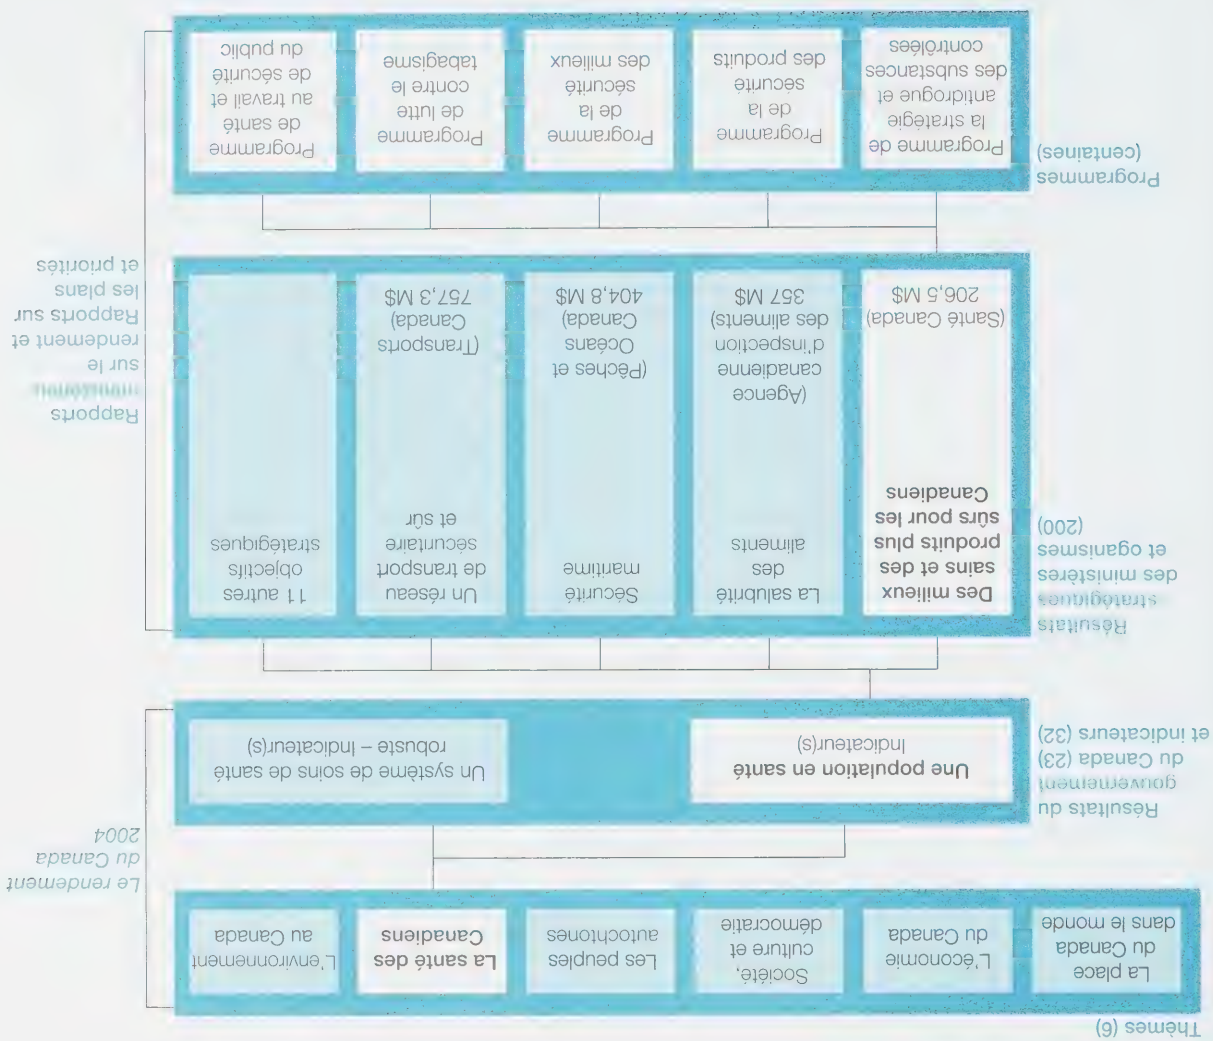 Thèmes (6)
La place
du Canada
dans le monde
L'économie
du Canada
Société,
culture et
démocratie
Les peuples
autochtones
La santé des
Canadiens
L'environnement
au Canada
Le rendement
du Canada
2004
Résultats du
gouvernement
du Canada (23)
et indicateurs (32)
Une population en santé
Indicateur(s)
Un système de soins de santé
robuste – Indicateur(s)
Résultats
stratégiques
des ministères
et oganismes
(200)
Des milieux
sains et des
produits plus
sûrs pour les
Canadiens
(Santé Canada)
206,5 M$
La salubrité
des
aliments
(Agence
canadienne
d'inspection
des aliments)
357 M$
Sécurité
maritime
(Pêches et
Océans
Canada)
404,8 M$
Un réseau
de transport
sécuritaire
et sûr
(Transports
Canada)
757,3 M$
11 autres
objectifs
stratégiques
Rapports
sur le
rendement et
Rapports sur
les plans
et priorités
Programmes
(centaines)
Programme de
la stratégie
antidrogue et
des substances
contrôlées
Programme
de la
sécurité
des produits
Programme
de la
sécurité
des milieux
Programme
de lutte
contre le
tabagisme
Programme
de santé
au travail et
de sécurité
du public